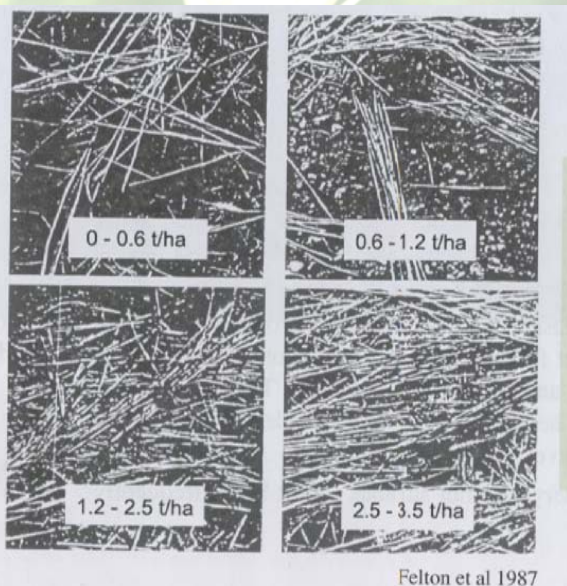 0 - 0.6 t/ha
0.6 - 1.2 t/ha
1.2 - 2.5 t/ha
2.5 - 3.5 t/ha
Felton et al 1987